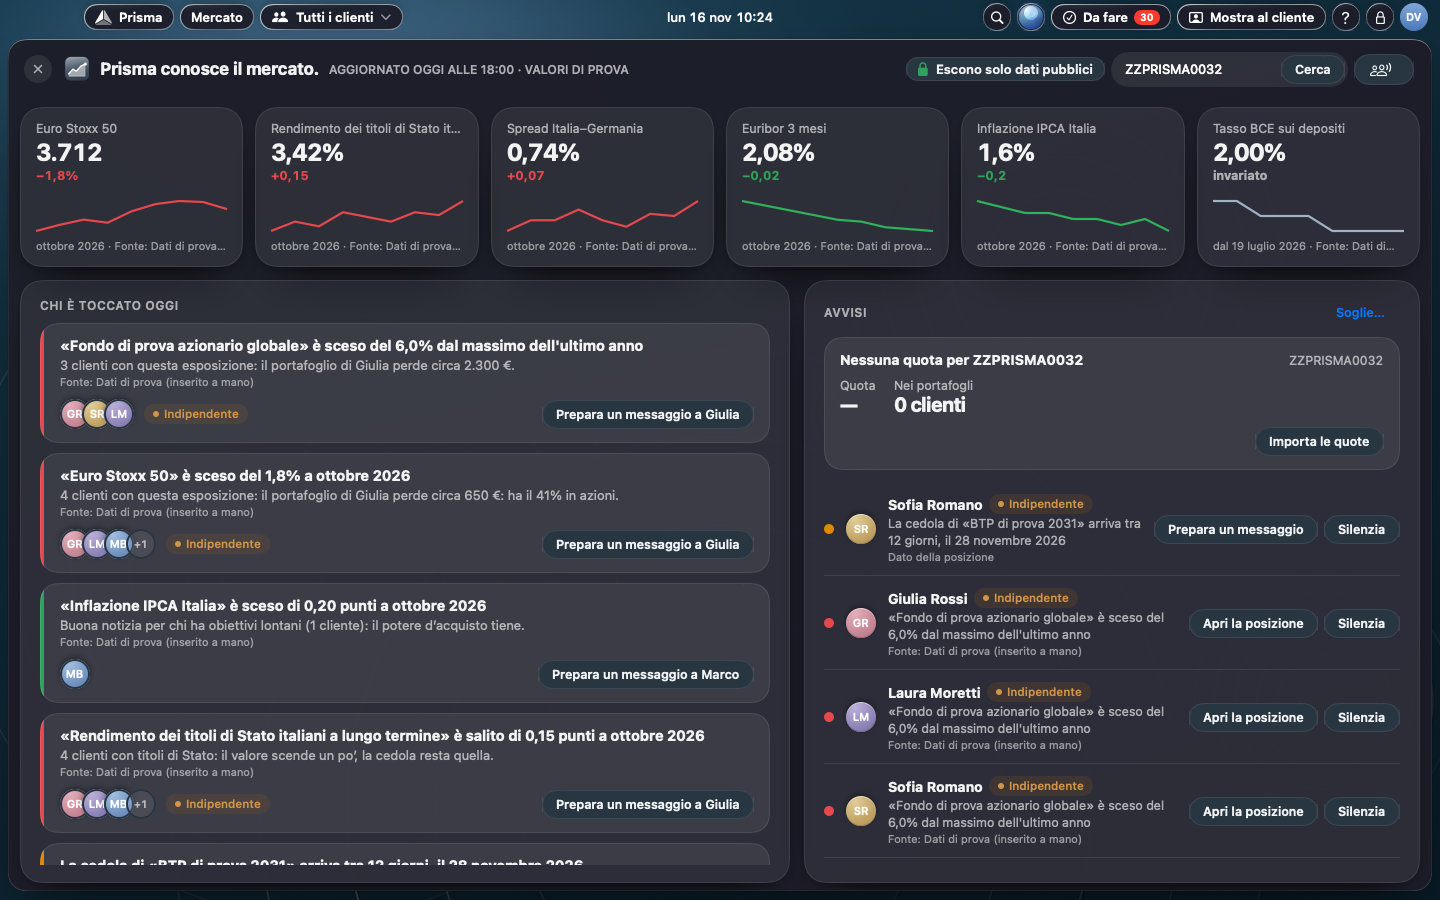 Prisma
Mercato
Tutti i clienti
lun 16 nov 10:24
Da fare 30
Mostra al cliente
?
DV
Prisma conosce il mercato.
AGGIORNATO OGGI ALLE 18:00 · VALORI DI PROVA
Escono solo dati pubblici
ZZPRISMA0032
Cerca
Euro Stoxx 50
3.712
−1,8%
ottobre 2026 · Fonte: Dati di prova...
Rendimento dei titoli di Stato it...
3,42%
+0,15
ottobre 2026 · Fonte: Dati di prova...
Spread Italia–Germania
0,74%
+0,07
ottobre 2026 · Fonte: Dati di prova...
Euribor 3 mesi
2,08%
−0,02
ottobre 2026 · Fonte: Dati di prova...
Inflazione IPCA Italia
1,6%
−0,2
ottobre 2026 · Fonte: Dati di prova...
Tasso BCE sui depositi
2,00%
invariato
dal 19 luglio 2026 · Fonte: Dati di...
CHI È TOCCATO OGGI
«Fondo di prova azionario globale» è sceso del 6,0% dal massimo dell'ultimo anno
3 clienti con questa esposizione: il portafoglio di Giulia perde circa 2.300 €.
Fonte: Dati di prova (inserito a mano)
GR SR LM
Indipendente
Prepara un messaggio a Giulia
«Euro Stoxx 50» è sceso del 1,8% a ottobre 2026
4 clienti con questa esposizione: il portafoglio di Giulia perde circa 650 €: ha il 41% in azioni.
Fonte: Dati di prova (inserito a mano)
GR LM MB +1
Indipendente
Prepara un messaggio a Giulia
«Inflazione IPCA Italia» è sceso di 0,20 punti a ottobre 2026
Buona notizia per chi ha obiettivi lontani (1 cliente): il potere d’acquisto tiene.
Fonte: Dati di prova (inserito a mano)
MB
Prepara un messaggio a Marco
«Rendimento dei titoli di Stato italiani a lungo termine» è salito di 0,15 punti a ottobre 2026
4 clienti con titoli di Stato: il valore scende un po’, la cedola resta quella.
Fonte: Dati di prova (inserito a mano)
GR LM MB +1
Indipendente
Prepara un messaggio a Giulia
La cedola di «BTP di prova 2031» arriva tra 12 giorni, il 28 novembre 2026
AVVISI
Soglie...
Nessuna quota per ZZPRISMA0032
ZZPRISMA0032
Quota
—
Nei portafogli
0 clienti
Importa le quote
SR
Sofia Romano
Indipendente
La cedola di «BTP di prova 2031» arriva tra
12 giorni, il 28 novembre 2026
Dato della posizione
Prepara un messaggio
Silenzia
GR
Giulia Rossi
Indipendente
«Fondo di prova azionario globale» è sceso del
6,0% dal massimo dell'ultimo anno
Fonte: Dati di prova (inserito a mano)
Apri la posizione
Silenzia
LM
Laura Moretti
Indipendente
«Fondo di prova azionario globale» è sceso del
6,0% dal massimo dell'ultimo anno
Fonte: Dati di prova (inserito a mano)
Apri la posizione
Silenzia
SR
Sofia Romano
Indipendente
«Fondo di prova azionario globale» è sceso del
6,0% dal massimo dell'ultimo anno
Fonte: Dati di prova (inserito a mano)
Apri la posizione
Silenzia